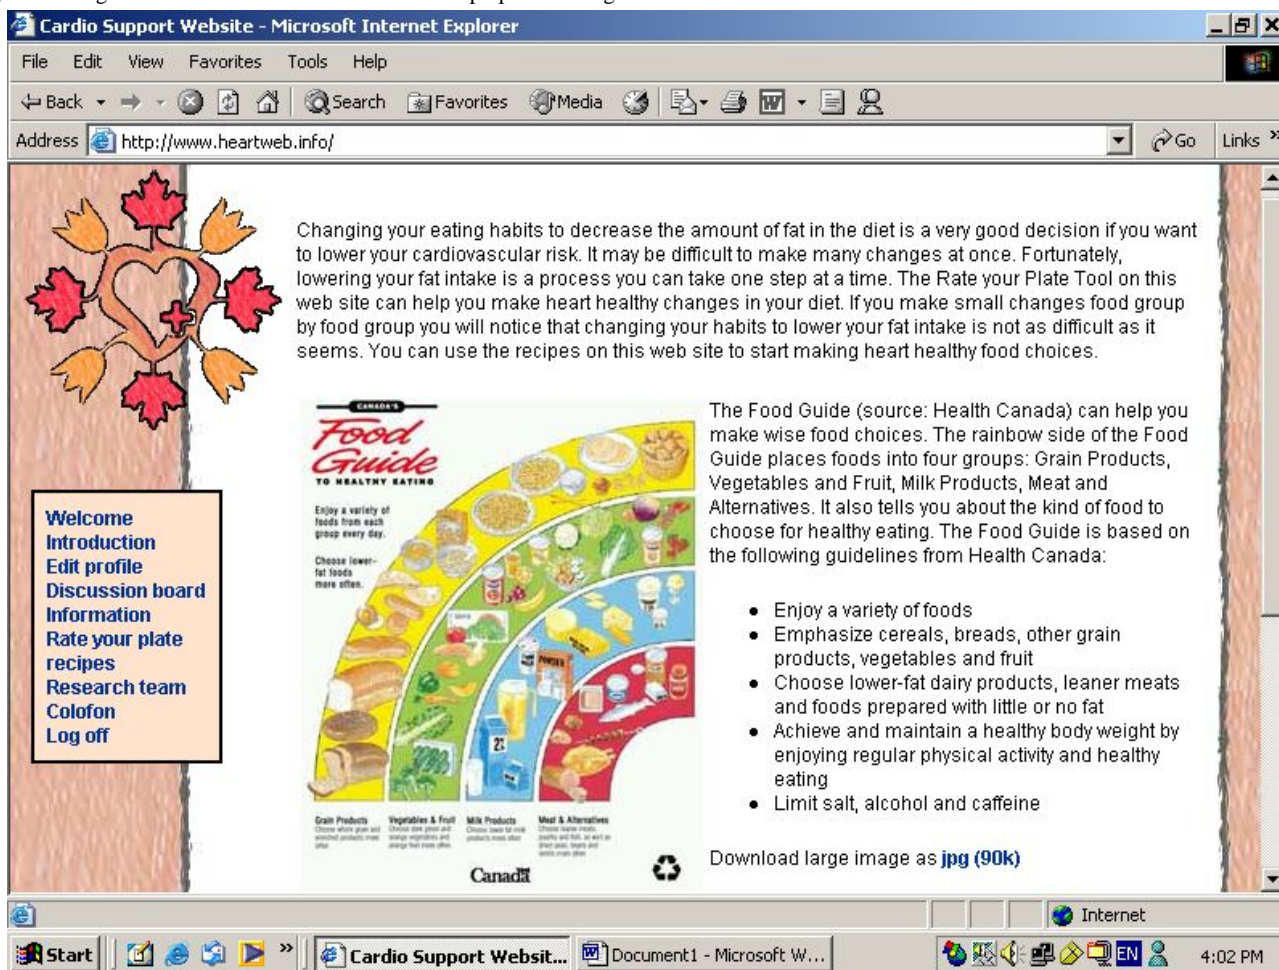 Cardio Support Website - Microsoft Internet Explorer
File Edit View Favorites Tools Help
Back Search Favorites Media
Address http://www.heartweb.info/ Go Links »
Changing your eating habits to decrease the amount of fat in the diet is a very good decision if you want
to lower your cardiovascular risk. It may be difficult to make many changes at once. Fortunately,
lowering your fat intake is a process you can take one step at a time. The Rate your Plate Tool on this
web site can help you make heart healthy changes in your diet. If you make small changes food group
by food group you will notice that changing your habits to lower your fat intake is not as difficult as it
seems. You can use the recipes on this web site to start making heart healthy food choices.
Welcome
Introduction
Edit profile
Discussion board
Information
Rate your plate
recipes
Research team
Colofon
Log off
CANADA'S
Food
Guide
TO HEALTHY EATING
Enjoy a variety of
foods from each
group every day.
Choose lower-
fat foods
more often.
2%
Grain Products
Vegetables & Fruit
Milk Products
Meat & Alternatives
Canada
The Food Guide (source: Health Canada) can help you
make wise food choices. The rainbow side of the Food
Guide places foods into four groups: Grain Products,
Vegetables and Fruit, Milk Products, Meat and
Alternatives. It also tells you about the kind of food to
choose for healthy eating. The Food Guide is based on
the following guidelines from Health Canada:
• Enjoy a variety of foods
• Emphasize cereals, breads, other grain
products, vegetables and fruit
• Choose lower-fat dairy products, leaner meats
and foods prepared with little or no fat
• Achieve and maintain a healthy body weight by
enjoying regular physical activity and healthy
eating
• Limit salt, alcohol and caffeine
Download large image as jpg (90k)
Internet
Start » Cardio Support Websit... Document1 - Microsoft W... EN 4:02 PM